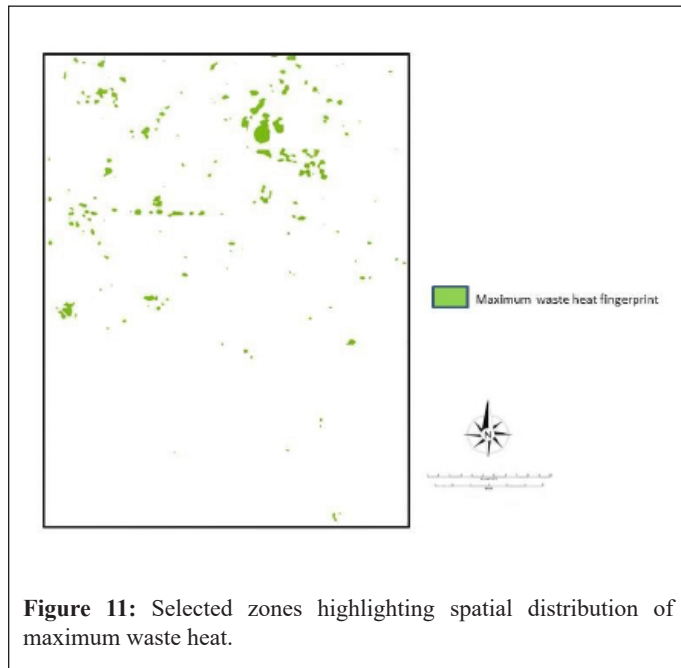 Maximum waste heat fingerprint
N
Figure 11: Selected zones highlighting spatial distribution of
maximum waste heat.